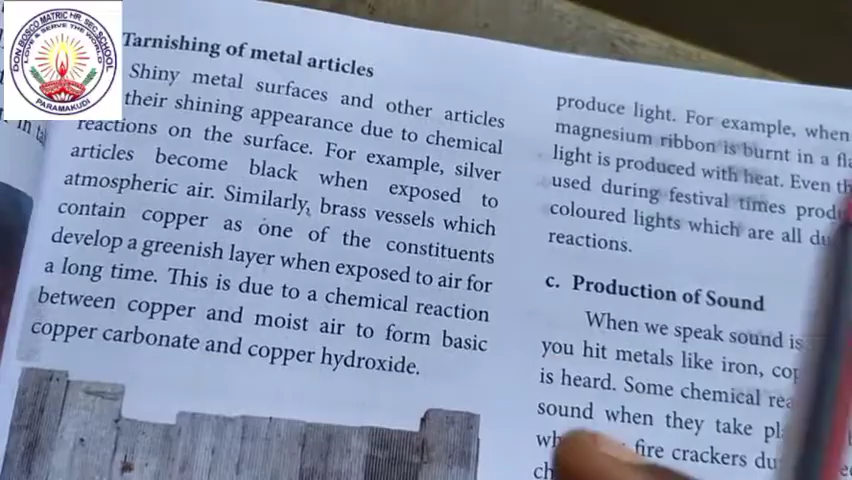 DON BOSCO MATRIC HR. SEC. SCHOOL
LOVE & SERVE THE WORLD
PARAMAKUDI
Tarnishing of metal articles
Shiny metal surfaces and other articles
their shining appearance due to chemical
reactions on the surface. For example, silver
articles become black when exposed to
atmospheric air. Similarly, brass vessels which
contain copper as one of the constituents
develop a greenish layer when exposed to air for
a long time. This is due to a chemical reaction
between copper and moist air to form basic
copper carbonate and copper hydroxide.
produce light. For example, when
magnesium ribbon is burnt in a
light is produced with heat. Even
used during festival times
coloured lights which are all
reactions.
c. Production of Sound
When we speak sound is
you hit metals like iron,
is heard. Some chemical
sound when they take
fire crackers